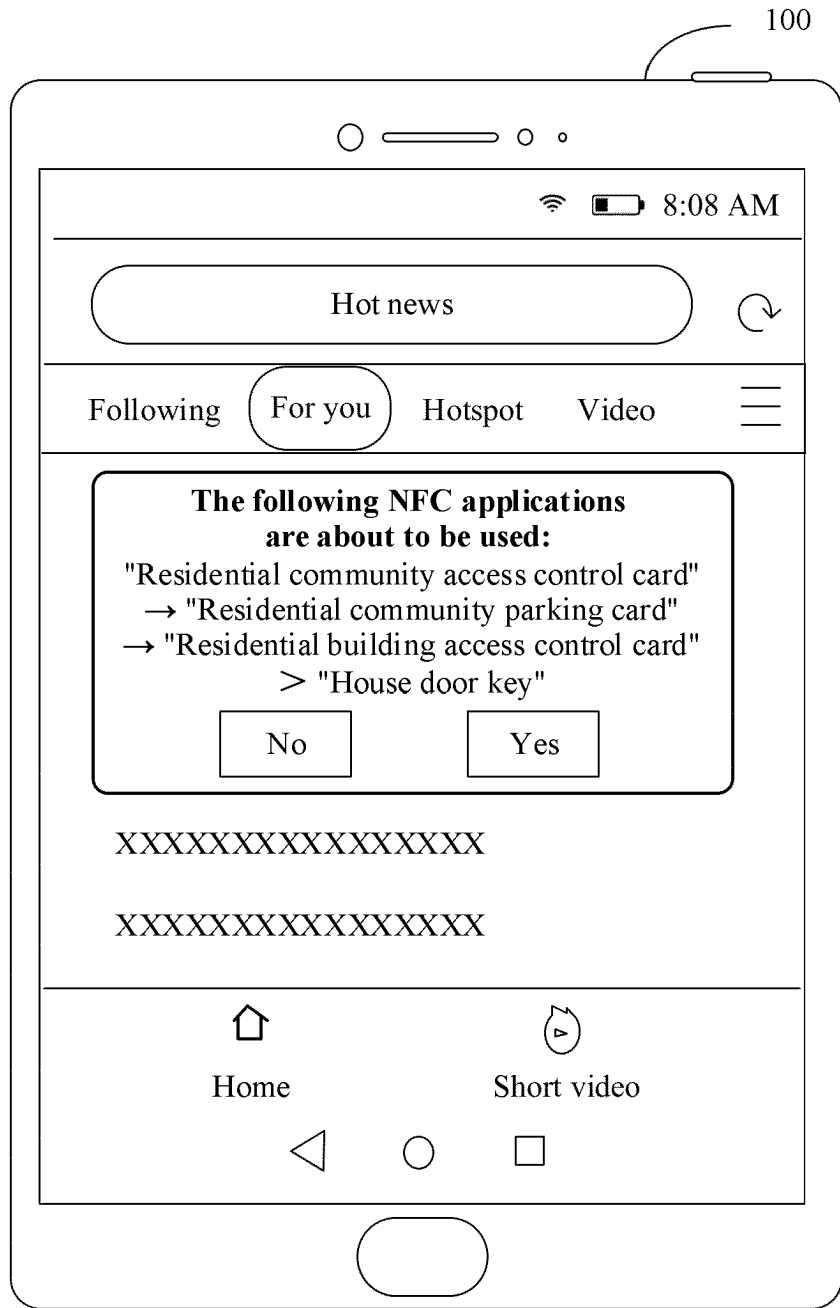 100
8:08 AM
Hot news
Following For you Hotspot Video
The following NFC applications
are about to be used:
"Residential community access control card"
→ "Residential community parking card"
→ "Residential building access control card"
> "House door key"
No Yes
XXXXXXXXXXXXXXXX
XXXXXXXXXXXXXXXX
Home Short video